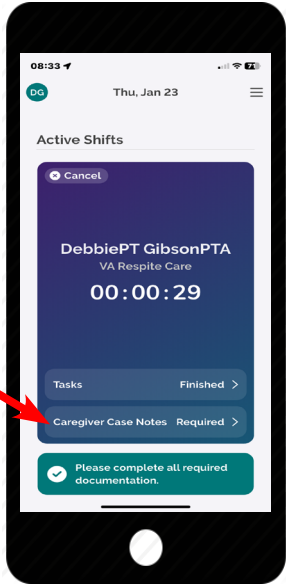 08:33
71
DG
Thu, Jan 23
Active Shifts
Cancel
DebbiePT GibsonPTA
VA Respite Care
00:00:29
Tasks Finished
Caregiver Case Notes Required
Please complete all required
documentation.